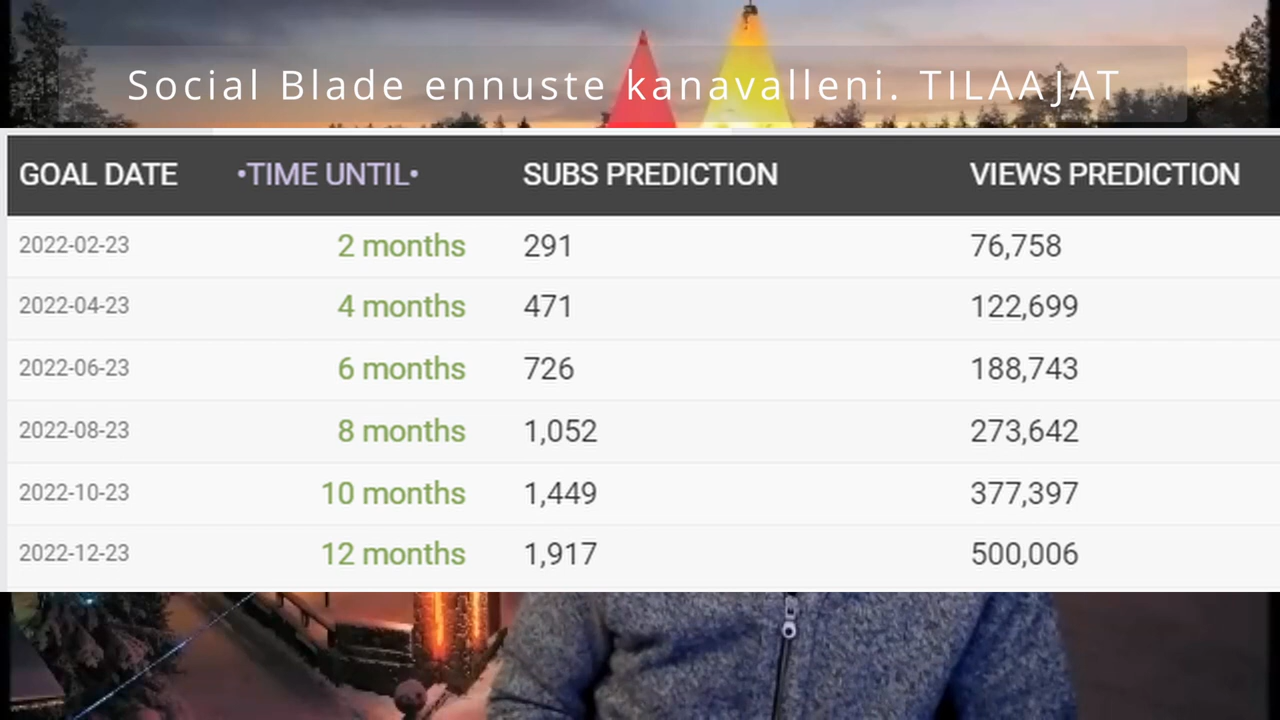 Social Blade ennuste kanavalleni. TILAAJAT
GOAL DATE •TIME UNTIL• SUBS PREDICTION VIEWS PREDICTION
2022-02-23 2 months 291 76,758
2022-04-23 4 months 471 122,699
2022-06-23 6 months 726 188,743
2022-08-23 8 months 1,052 273,642
2022-10-23 10 months 1,449 377,397
2022-12-23 12 months 1,917 500,006